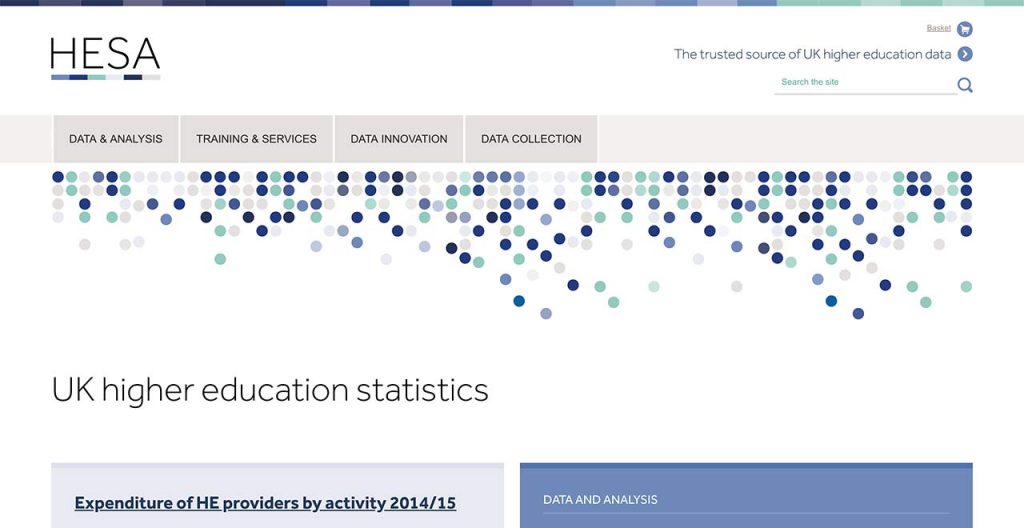 Basket
HESA
The trusted source of UK higher education data
Search the site
DATA & ANALYSIS
TRAINING & SERVICES
DATA INNOVATION
DATA COLLECTION
UK higher education statistics
Expenditure of HE providers by activity 2014/15
DATA AND ANALYSIS